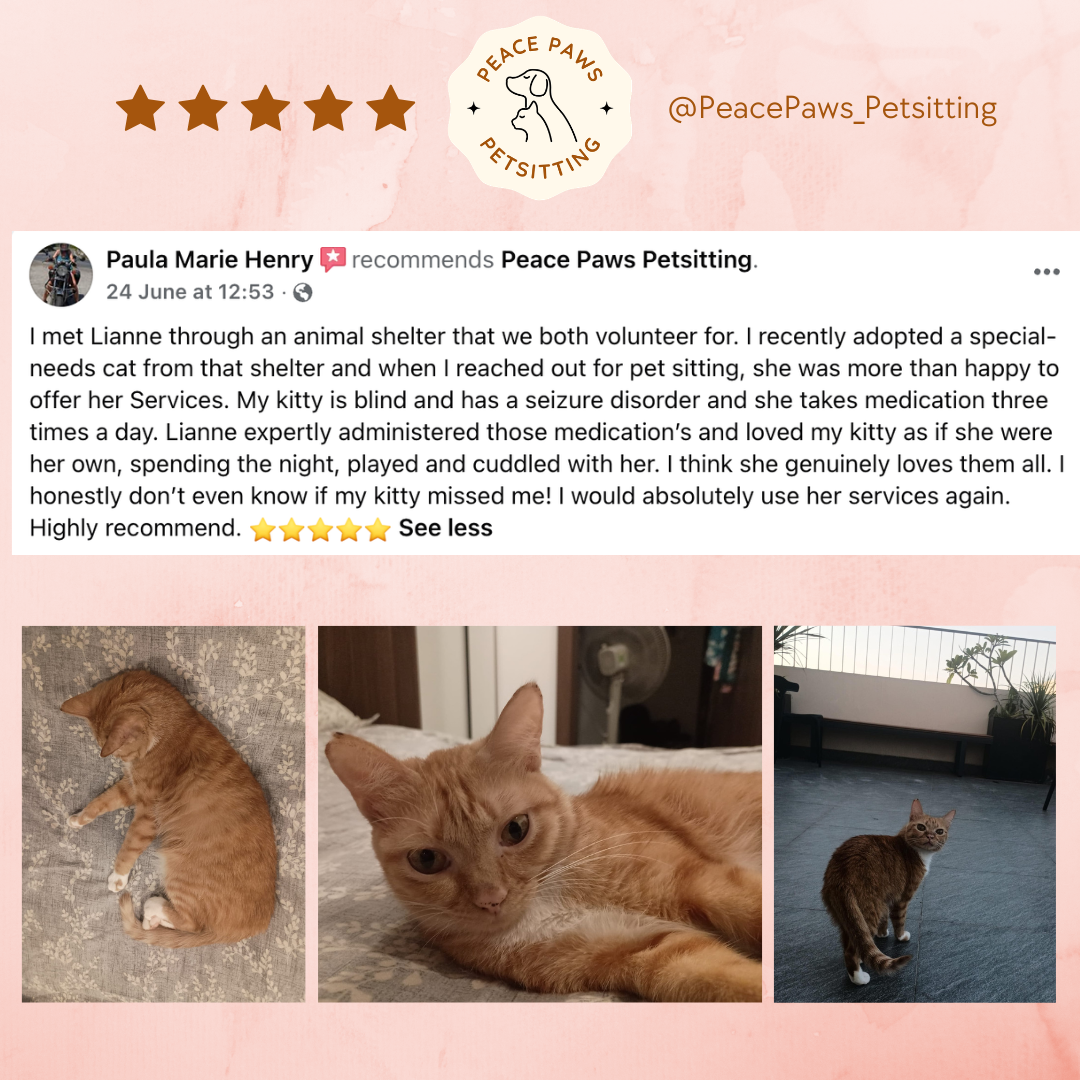 PEACE PAWS
PETSITTING
@PeacePaws_Petsitting
Paula Marie Henry recommends Peace Paws Petsitting.
24 June at 12:53 ·
I met Lianne through an animal shelter that we both volunteer for. I recently adopted a special-
needs cat from that shelter and when I reached out for pet sitting, she was more than happy to
offer her Services. My kitty is blind and has a seizure disorder and she takes medication three
times a day. Lianne expertly administered those medication’s and loved my kitty as if she were
her own, spending the night, played and cuddled with her. I think she genuinely loves them all. I
honestly don’t even know if my kitty missed me! I would absolutely use her services again.
Highly recommend. ⭐⭐⭐⭐⭐ See less